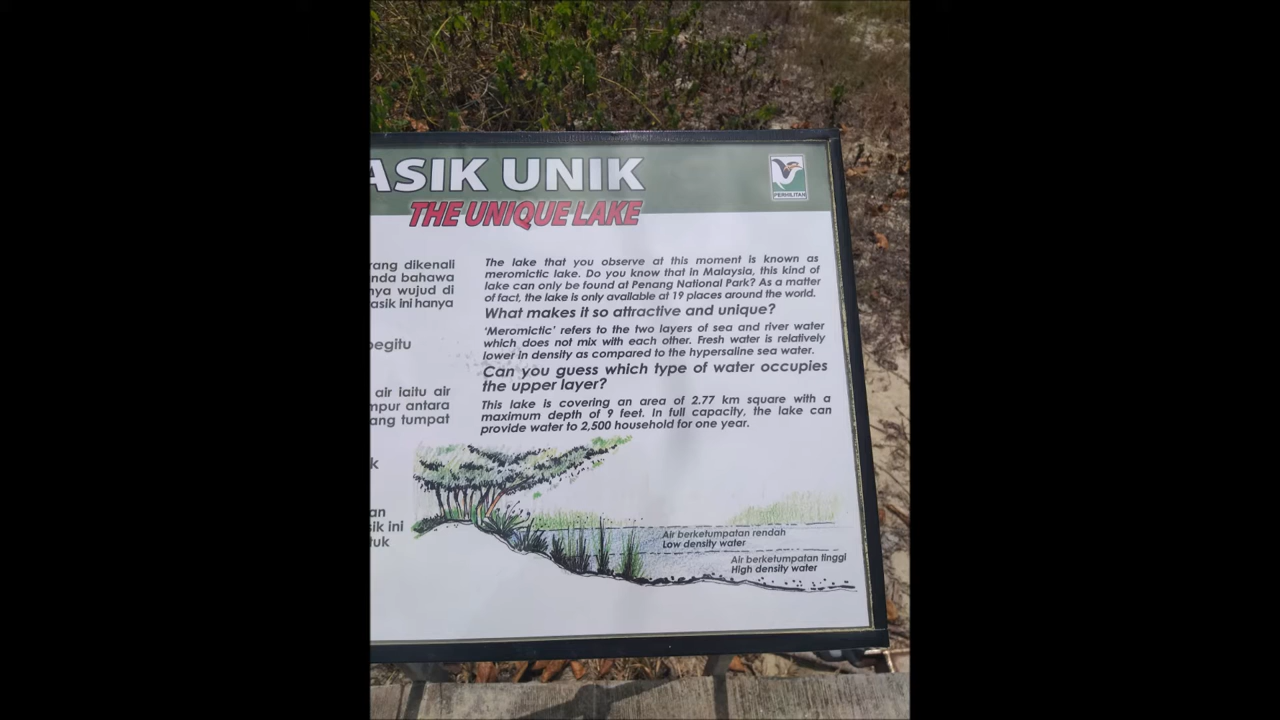 ASIK UNIK
THE UNIQUE LAKE
PERHILITAN
rang dikenali
nda bahawa
nya wujud di
asik ini hanya
begitu
air iaitu air
mpur antara
ang tumpat
k
an
sik ini
tuk
The lake that you observe at this moment is known as
meromictic lake. Do you know that in Malaysia, this kind of
lake can only be found at Penang National Park? As a matter
of fact, the lake is only available at 19 places around the world.
What makes it so attractive and unique?
'Meromictic' refers to the two layers of sea and river water
which does not mix with each other. Fresh water is relatively
lower in density as compared to the hypersaline sea water.
Can you guess which type of water occupies
the upper layer?
This lake is covering an area of 2.77 km square with a
maximum depth of 9 feet. In full capacity, the lake can
provide water to 2,500 household for one year.
Air berketumpatan rendah
Low density water
Air berketumpatan tinggi
High density water